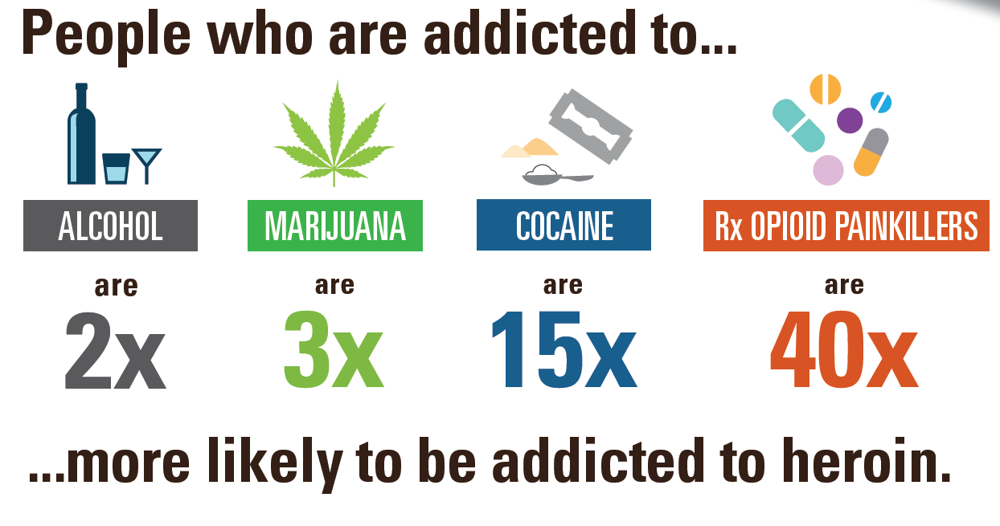 People who are addicted to...
ALCOHOL MARIJUANA COCAINE Rx OPIOID PAINKILLERS
are are are are
2x 3x 15x 40x
...more likely to be addicted to heroin.